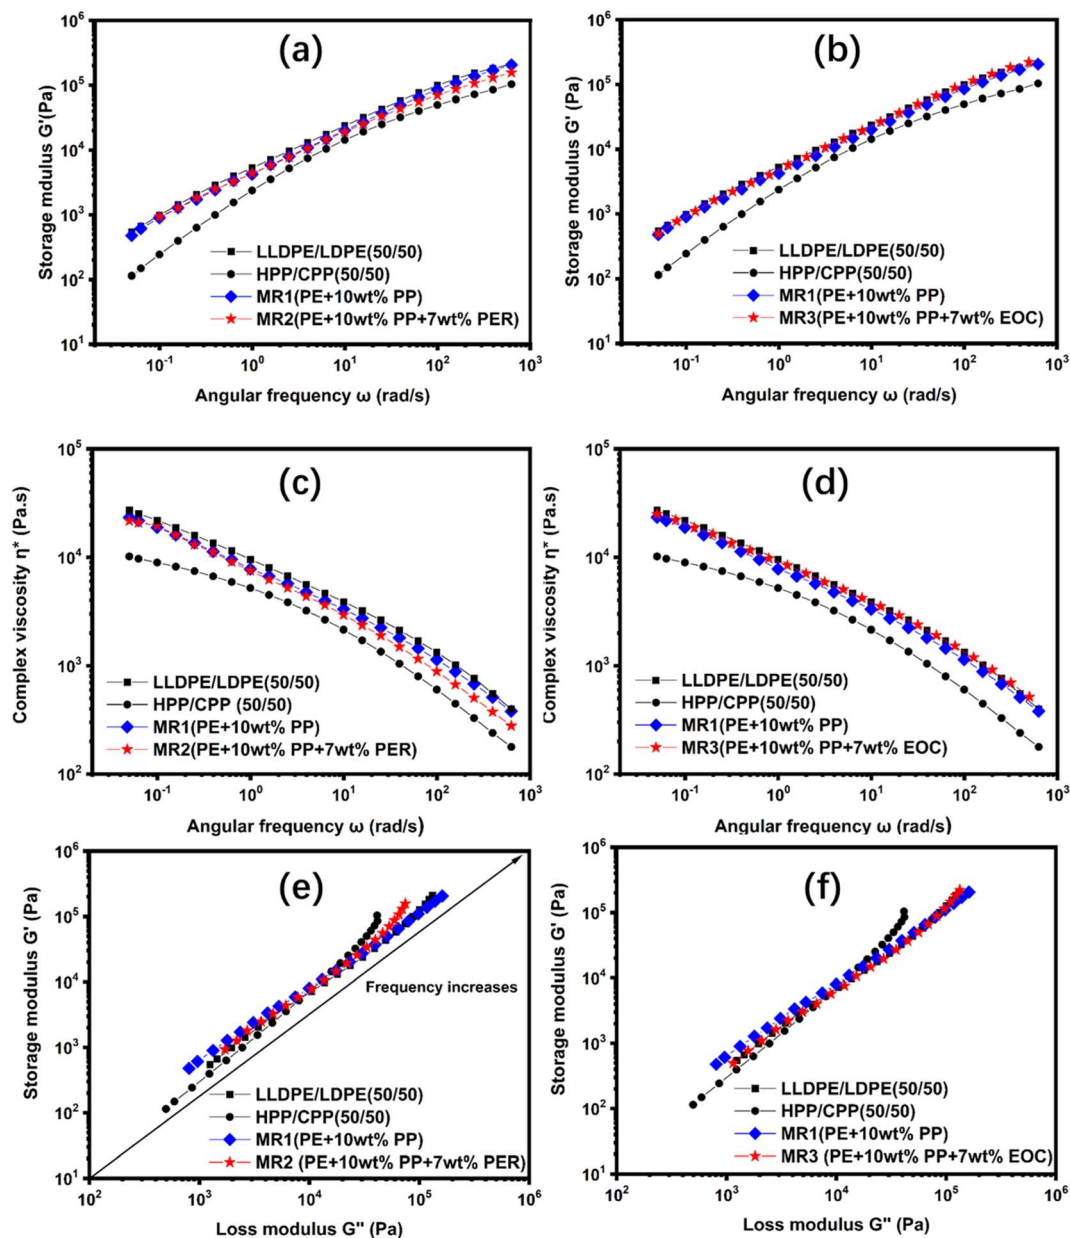 (a)
Storage modulus G'(Pa)
10⁶
10⁵
10⁴
10³
10²
10¹
LLDPE/LDPE(50/50)
HPP/CPP(50/50)
MR1(PE+10wt% PP)
MR2(PE+10wt% PP+7wt% PER)
10⁻¹ 10⁰ 10¹ 10² 10³
Angular frequency ω (rad/s)
(b)
Storage modulus G' (Pa)
10⁶
10⁵
10⁴
10³
10²
10¹
LLDPE/LDPE(50/50)
HPP/CPP(50/50)
MR1(PE+10wt% PP)
MR3(PE+10wt% PP+7wt% EOC)
10⁻¹ 10⁰ 10¹ 10² 10³
Angular frequency ω (rad/s)
(c)
Complex viscosity η* (Pa.s)
10⁵
10⁴
10³
10²
LLDPE/LDPE(50/50)
HPP/CPP (50/50)
MR1(PE+10wt% PP)
MR2(PE+10wt% PP+7wt% PER)
10⁻¹ 10⁰ 10¹ 10² 10³
Angular frequency ω (rad/s)
(d)
Complex viscosity η* (Pa.s)
10⁵
10⁴
10³
10²
LLDPE/LDPE(50/50)
HPP/CPP(50/50)
MR1(PE+10wt% PP)
MR3(PE+10wt% PP+7wt% EOC)
10⁻¹ 10⁰ 10¹ 10² 10³
Angular frequency ω (rad/s)
(e)
Storage modulus G' (Pa)
10⁶
10⁵
10⁴
10³
10²
10¹
Frequency increases
LLDPE/LDPE(50/50)
HPP/CPP(50/50)
MR1(PE+10wt% PP)
MR2 (PE+10wt% PP+7wt% PER)
10² 10³ 10⁴ 10⁵ 10⁶
Loss modulus G'' (Pa)
(f)
Storage modulus G' (Pa)
10⁶
10⁵
10⁴
10³
10²
10¹
LLDPE/LDPE(50/50)
HPP/CPP(50/50)
MR1(PE+10wt% PP)
MR3 (PE+10wt% PP+7wt% EOC)
10² 10³ 10⁴ 10⁵ 10⁶
Loss modulus G'' (Pa)